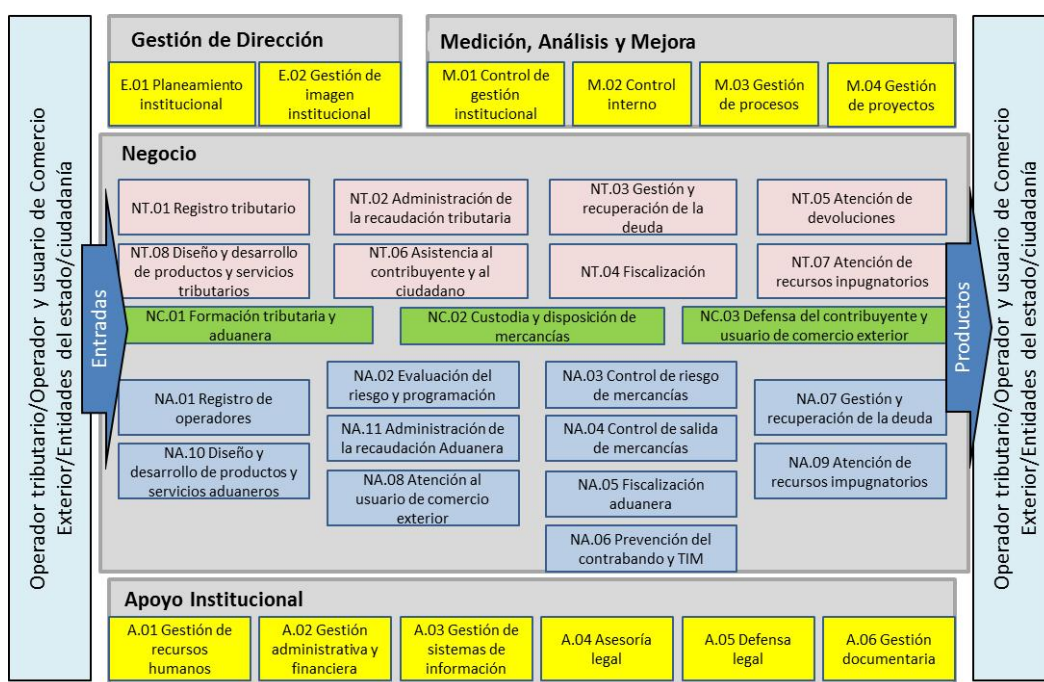 Operador tributario/Operador y usuario de Comercio
Exterior/Entidades del estado/ciudadanía
Entradas
Gestión de Dirección
E.01 Planeamiento
institucional
E.02 Gestión de
imagen
institucional
Medición, Análisis y Mejora
M.01 Control de
gestión
institucional
M.02 Control
interno
M.03 Gestión
de procesos
M.04 Gestión
de proyectos
Negocio
NT.01 Registro tributario
NT.02 Administración de
la recaudación tributaria
NT.03 Gestión y
recuperación de la
deuda
NT.05 Atención de
devoluciones
NT.08 Diseño y desarrollo
de productos y servicios
tributarios
NT.06 Asistencia al
contribuyente y al
ciudadano
NT.04 Fiscalización
NT.07 Atención de
recursos impugnatorios
NC.01 Formación tributaria y
aduanera
NC.02 Custodia y disposición de
mercancías
NC.03 Defensa del contribuyente y
usuario de comercio exterior
NA.01 Registro de
operadores
NA.02 Evaluación del
riesgo y programación
NA.03 Control de riesgo
de mercancías
NA.07 Gestión y
recuperación de la deuda
NA.10 Diseño y
desarrollo de productos y
servicios aduaneros
NA.11 Administración de
la recaudación Aduanera
NA.04 Control de salida
de mercancías
NA.09 Atención de
recursos impugnatorios
NA.08 Atención al
usuario de comercio
exterior
NA.05 Fiscalización
aduanera
NA.06 Prevención del
contrabando y TIM
Apoyo Institucional
A.01 Gestión de
recursos
humanos
A.02 Gestión
administrativa y
financiera
A.03 Gestión de
sistemas de
información
A.04 Asesoría
legal
A.05 Defensa
legal
A.06 Gestión
documentaria
Productos
Operador tributario/Operador y usuario de Comercio
Exterior/Entidades del estado/ciudadanía